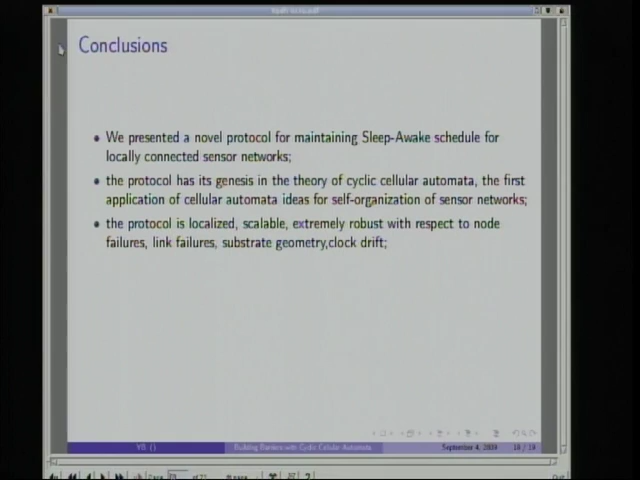 Conclusions
We presented a novel protocol for maintaining Sleep-Awake schedule for
locally connected sensor networks;
the protocol has its genesis in the theory of cyclic cellular automata, the first
application of cellular automata ideas for self-organization of sensor networks;
the protocol is localized, scalable, extremely robust with respect to node
failures, link failures, substrate geometry,clock drift;
YB ()
Building Barriers with Cyclic Cellular Automata
September 4, 2009